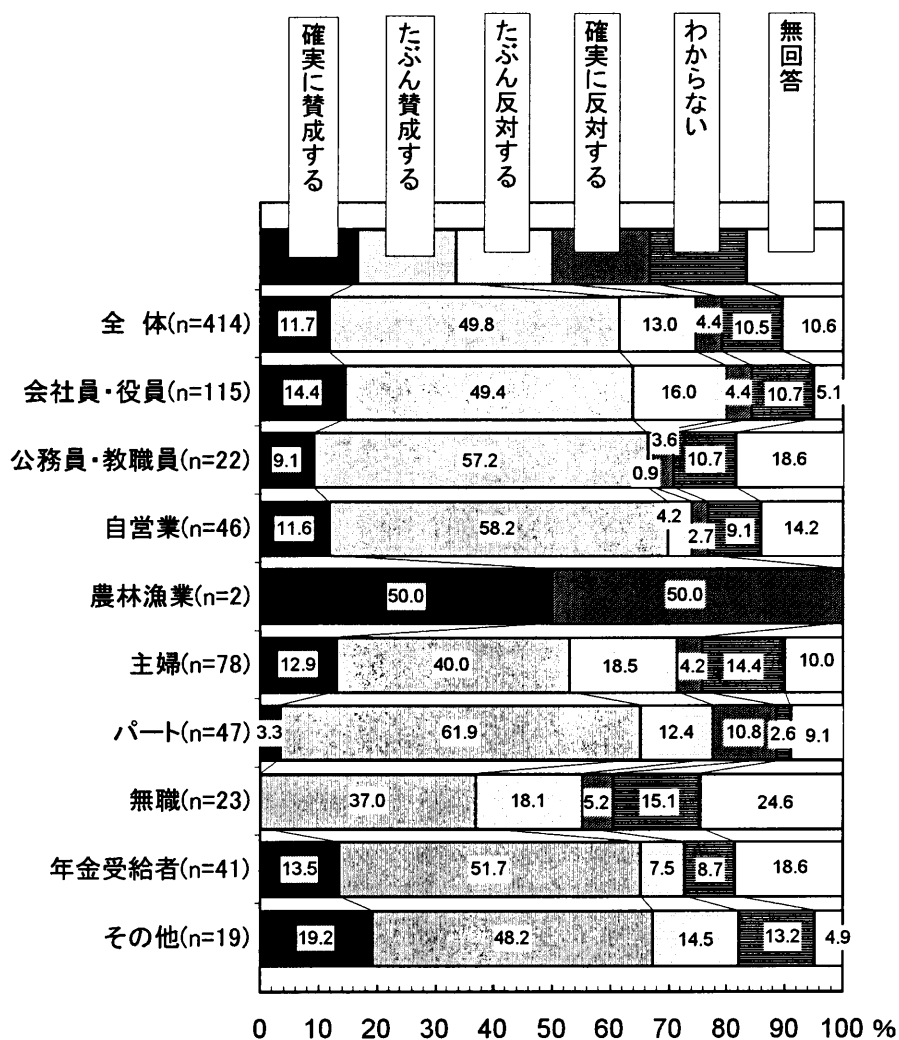 確実に賛成する
たぶん賛成する
たぶん反対する
確実に反対する
わからない
無回答
全 体(n=414) 11.7 49.8 13.0 4.4 10.5 10.6
会社員・役員(n=115) 14.4 49.4 16.0 4.4 10.7 5.1
公務員・教職員(n=22) 9.1 57.2 0.9 3.6 10.7 18.6
自営業(n=46) 11.6 58.2 4.2 2.7 9.1 14.2
農林漁業(n=2) 50.0 50.0
主婦(n=78) 12.9 40.0 18.5 4.2 14.4 10.0
パート(n=47) 3.3 61.9 12.4 10.8 2.6 9.1
無職(n=23) 37.0 18.1 5.2 15.1 24.6
年金受給者(n=41) 13.5 51.7 7.5 8.7 18.6
その他(n=19) 19.2 48.2 14.5 13.2 4.9
0 10 20 30 40 50 60 70 80 90 100 %